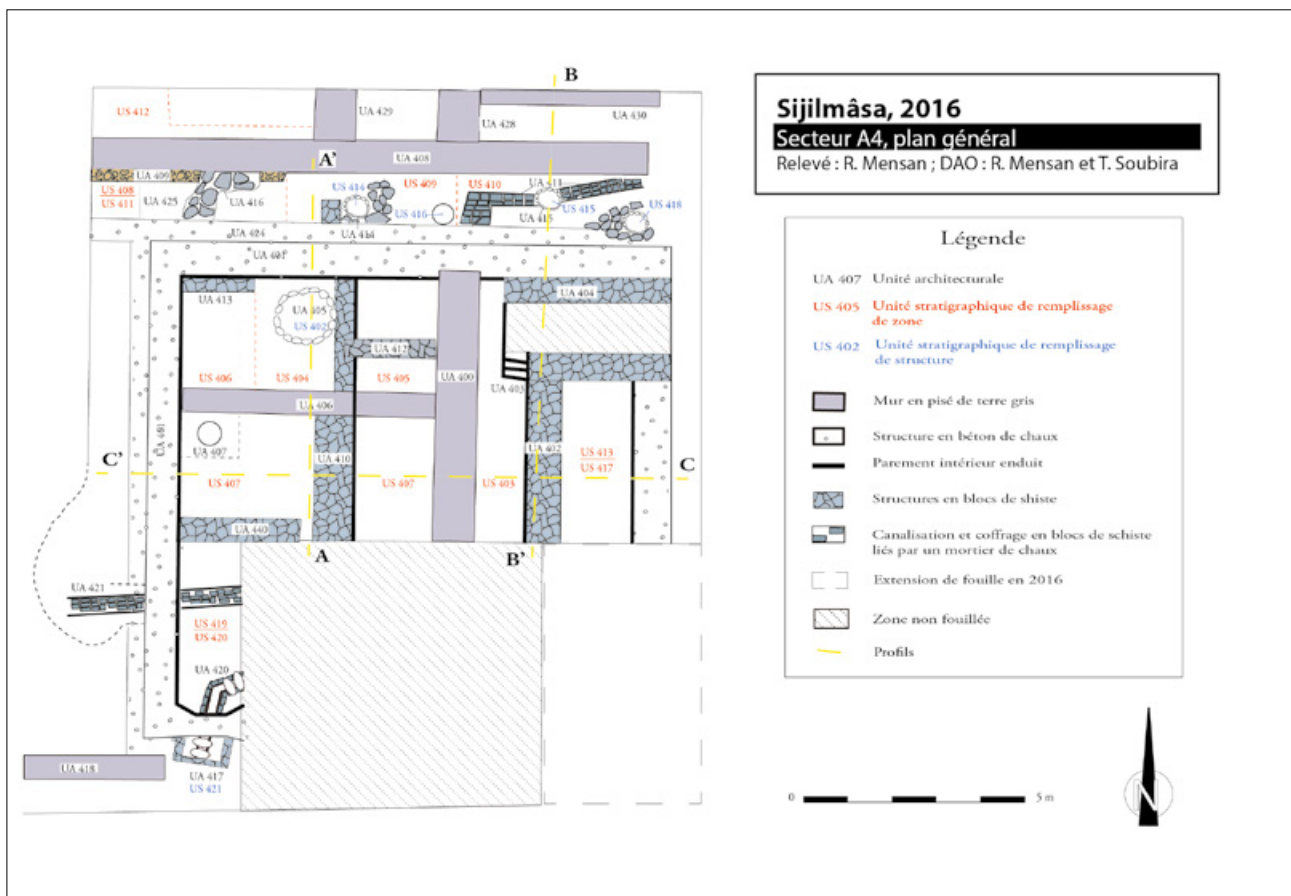 B
US 412
UA 429
UA 428
UA 430
UA 408
A'
UA 409
US 408
US 411
UA 425
UA 416
US 414
US 409
US 410
UA 411
US 416
UA 415
US 415
US 418
UA 424
UA 414
UA 401
UA 413
UA 405
US 402
UA 404
UA 412
US 406
US 404
US 405
UA 400
UA 403
UA 406
UA 401
UA 407
UA 410
UA 402
US 413
US 417
C'
US 407
US 407
US 403
C
UA 440
A
B'
UA 421
US 419
US 420
UA 420
UA 418
UA 417
US 421
Sijilmâsa, 2016
Secteur A4, plan général
Relevé : R. Mensan ; DAO : R. Mensan et T. Soubira
Légende
UA 407 Unité architecturale
US 405 Unité stratigraphique de remplissage
de zone
US 402 Unité stratigraphique de remplissage
de structure
Mur en pisé de terre gris
Structure en béton de chaux
Parement intérieur enduit
Structures en blocs de shiste
Canalisation et coffrage en blocs de schiste
liés par un mortier de chaux
Extension de fouille en 2016
Zone non fouillée
Profils
0 5 m
N